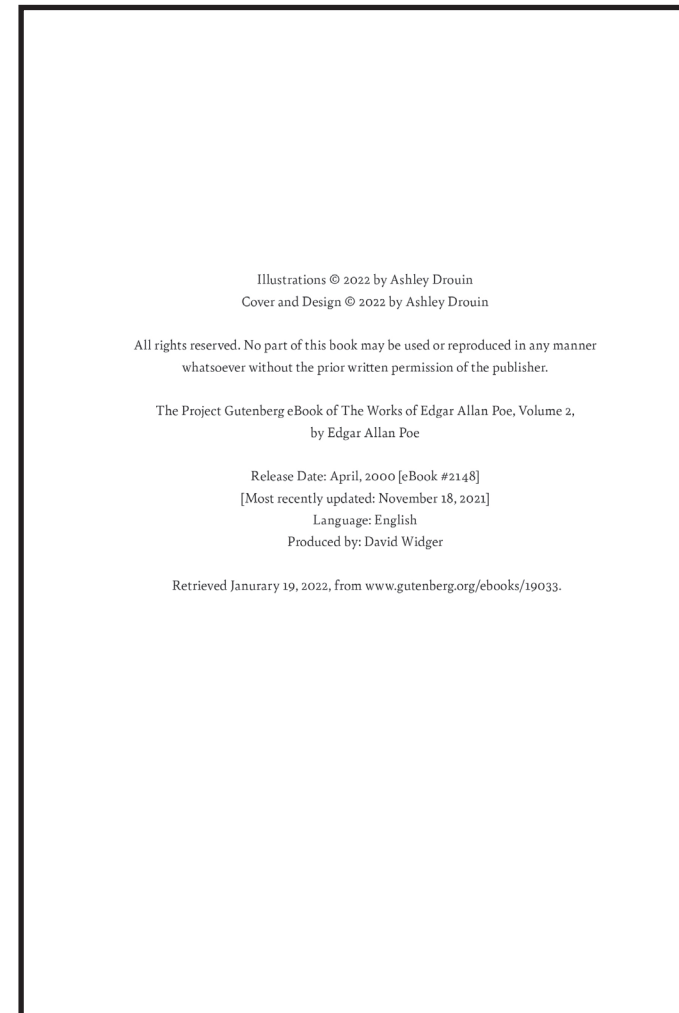 Illustrations © 2022 by Ashley Drouin
Cover and Design © 2022 by Ashley Drouin
All rights reserved. No part of this book may be used or reproduced in any manner
whatsoever without the prior written permission of the publisher.
The Project Gutenberg eBook of The Works of Edgar Allan Poe, Volume 2,
by Edgar Allan Poe
Release Date: April, 2000 [eBook #2148]
[Most recently updated: November 18, 2021]
Language: English
Produced by: David Widger
Retrieved Janurary 19, 2022, from www.gutenberg.org/ebooks/19033.